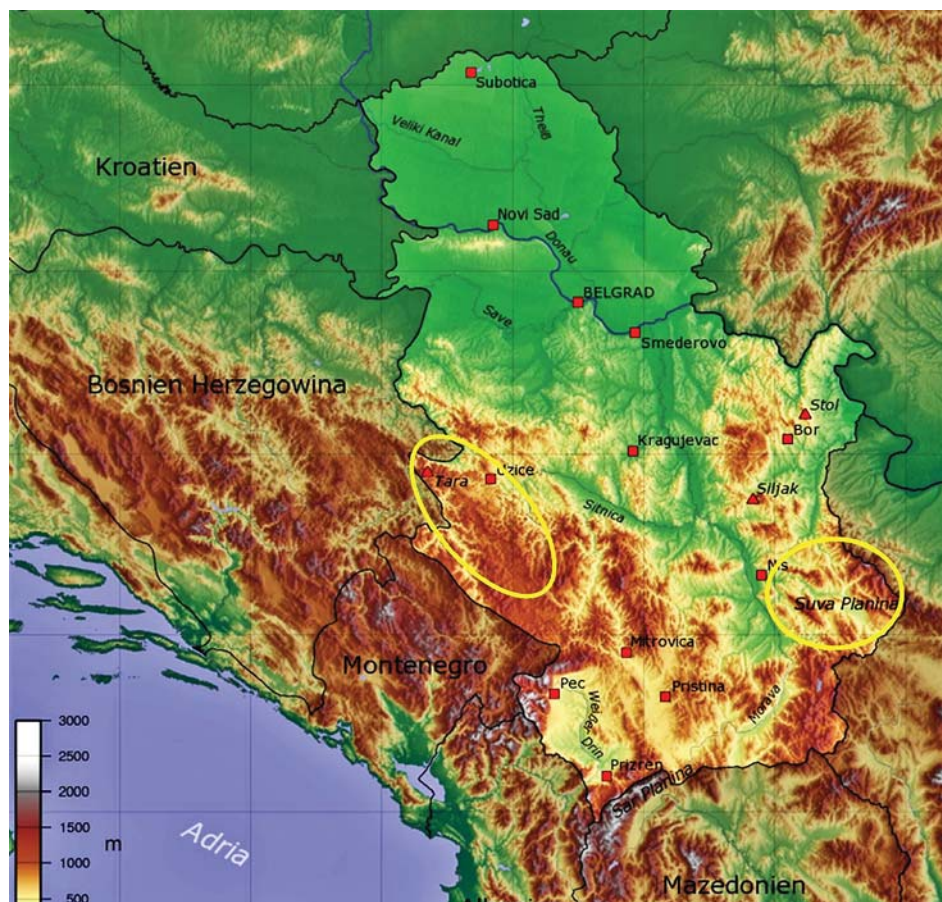 Subotica
Theiß
Veliki Kanal
Kroatien
Novi Sad
Donau
BELGRAD
Save
Smederovo
Bosnien Herzegowina
Stol
Bor
Kragujevac
Tara
Siljak
Sitnica
Suva Planina
Mitrovica
Montenegro
Pec
Pristina
Weißer
Drin
Morava
Prizren
Sar Planina
3000
2500
2000
1500
1000
500
m
Adria
Mazedonien